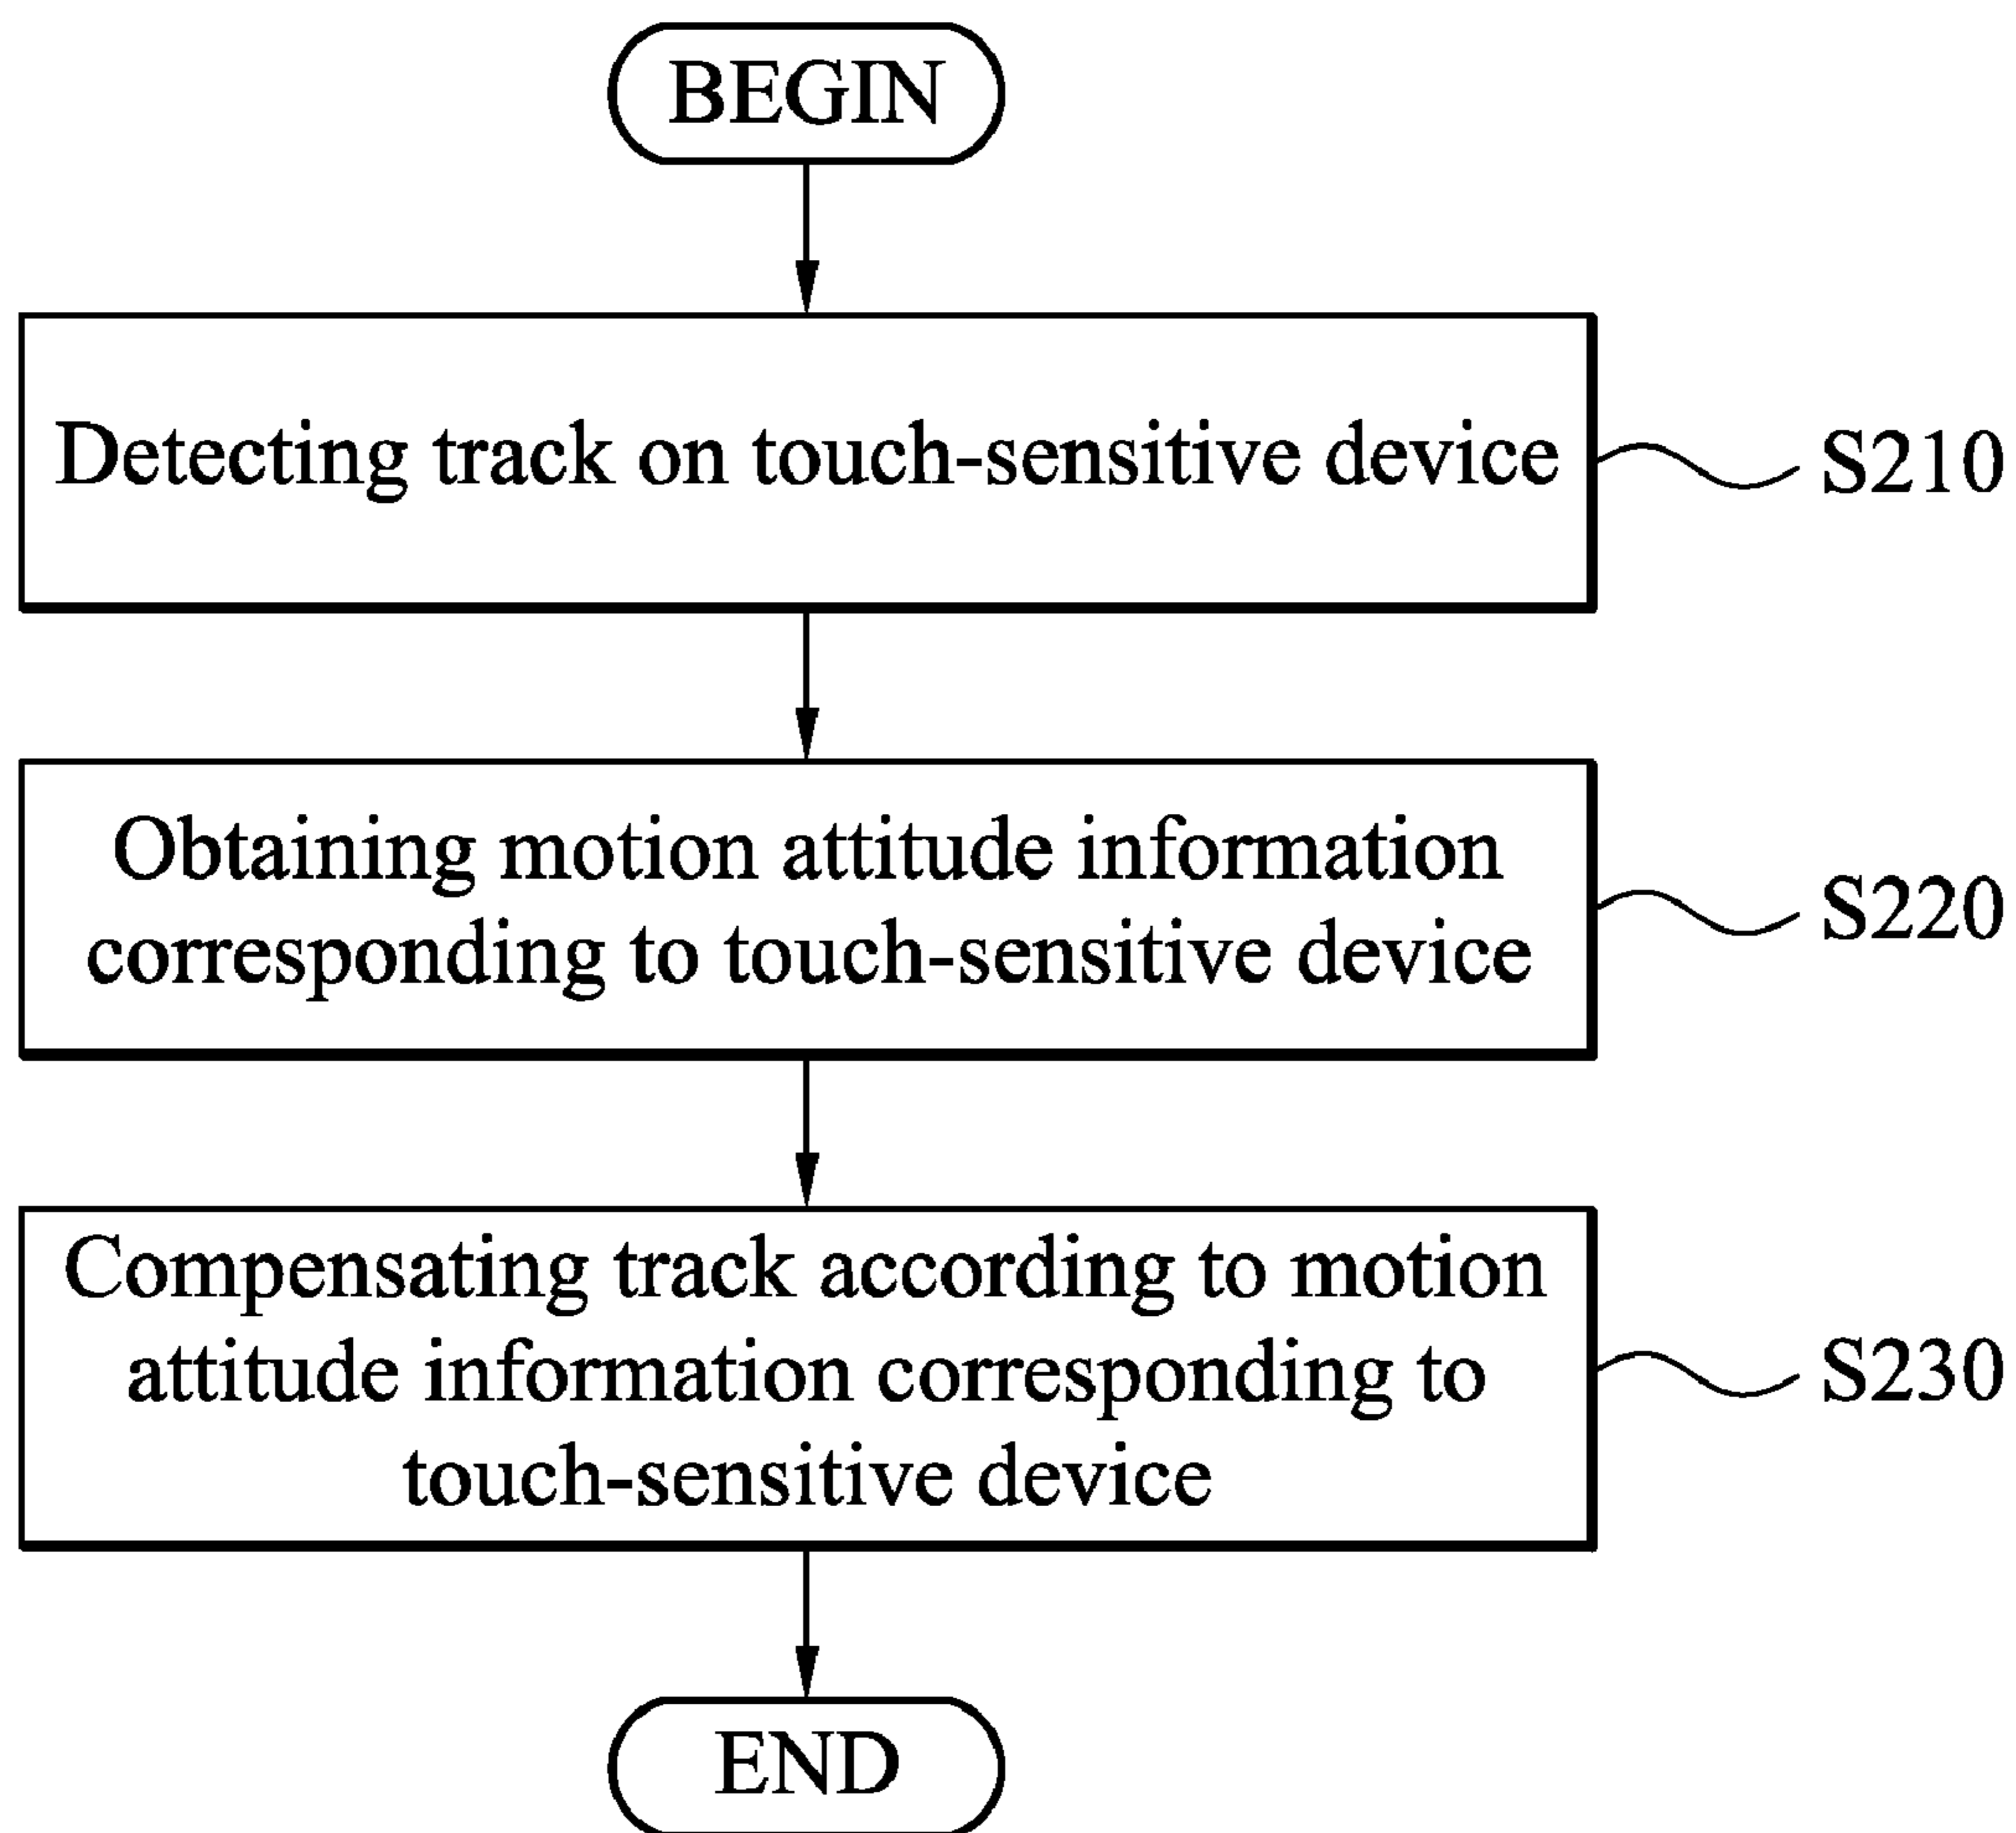 BEGIN
Detecting track on touch-sensitive device
S210
Obtaining motion attitude information
corresponding to touch-sensitive device
S220
Compensating track according to motion
attitude information corresponding to
touch-sensitive device
S230
END